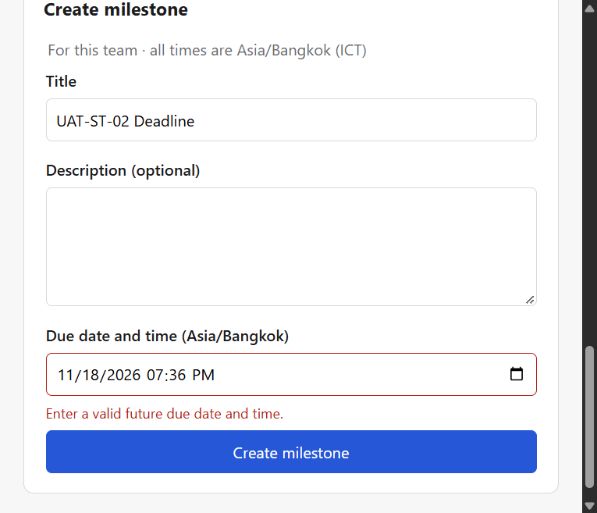 Create milestone
For this team · all times are Asia/Bangkok (ICT)
Title
UAT-ST-02 Deadline
Description (optional)
Due date and time (Asia/Bangkok)
11/18/2026 07:36 PM
Enter a valid future due date and time.
Create milestone